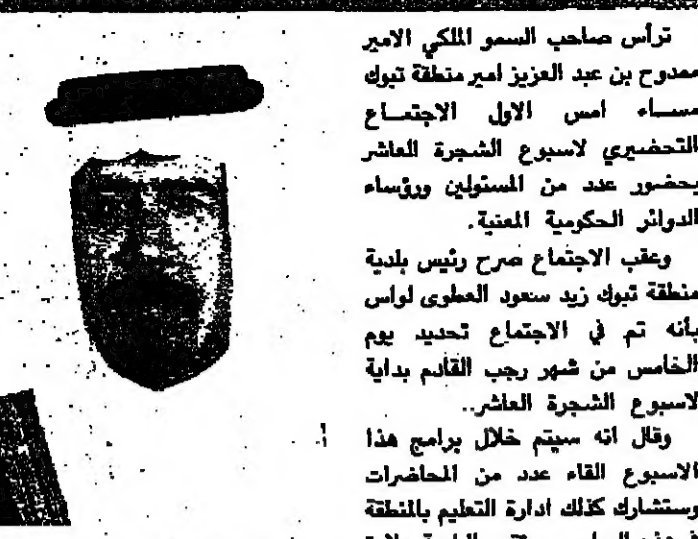 ترأس صاحب السمو الملكي الامير
ممدوح بن عبد العزيز امير منطقة تبوك
مساء امس الاول الاجتماع
التحضيري لاسبوع الشجرة العاشر
بحضور عدد من المسئولين ورؤساء
الدوائر الحكومية المعنية.
وعقب الاجتماع صرح رئيس بلدية
منطقة تبوك زيد سعود العطوى لواس
بأنه تم في الاجتماع تحديد يوم
الخامس من شهر رجب القادم بداية
لاسبوع الشجرة العاشر..
وقال انه سيتم خلال برامج هذا
الاسبوع القاء عدد من المحاضرات
وستشارك كذلك ادارة التعليم بالمنطقة